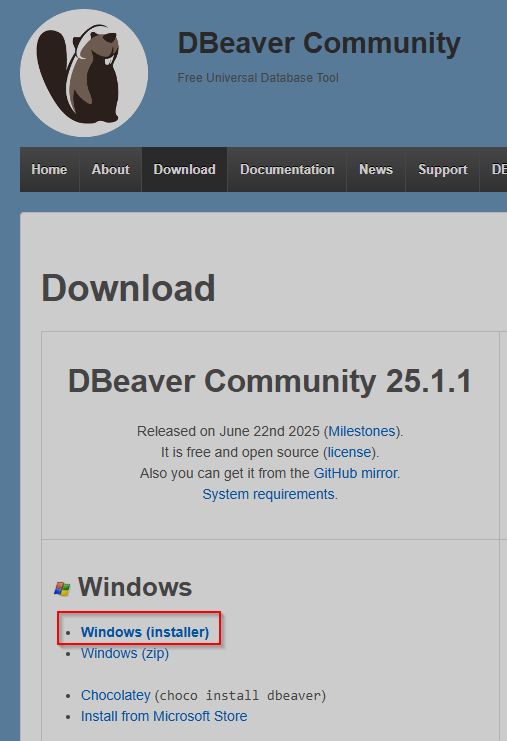 DBeaver Community
Free Universal Database Tool
Home About Download Documentation News Support
Download
DBeaver Community 25.1.1
Released on June 22nd 2025 (Milestones).
It is free and open source (license).
Also you can get it from the GitHub mirror.
System requirements.
Windows
Windows (installer)
Windows (zip)
Chocolatey (choco install dbeaver)
Install from Microsoft Store